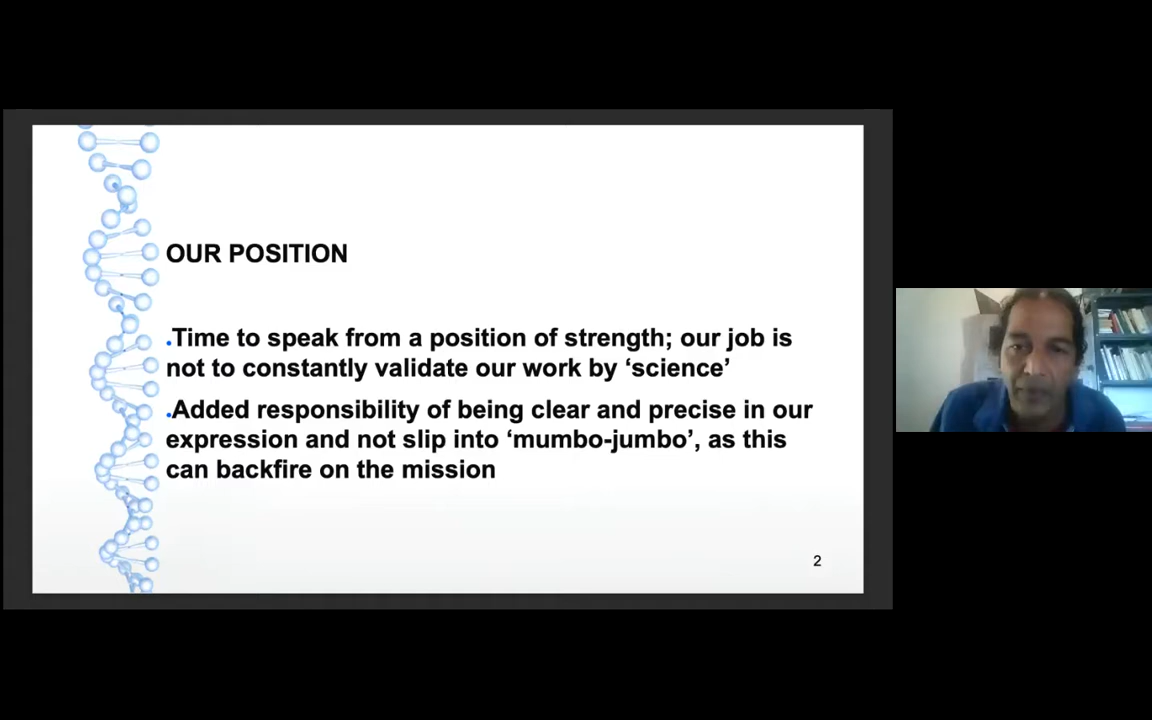 OUR POSITION
.Time to speak from a position of strength; our job is
not to constantly validate our work by ‘science’
.Added responsibility of being clear and precise in our
expression and not slip into ‘mumbo-jumbo’, as this
can backfire on the mission
2